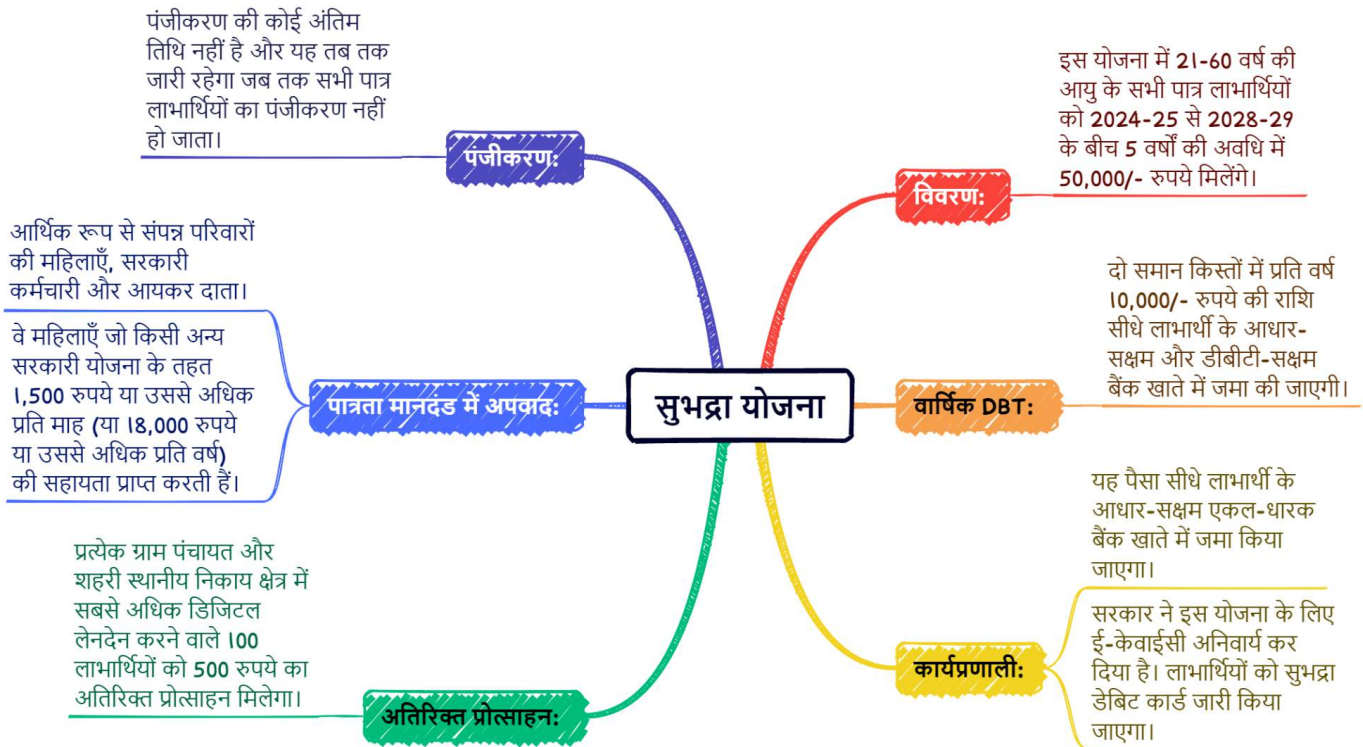 सुभद्रा योजना
पंजीकरण:
पंजीकरण की कोई अंतिम
तिथि नहीं है और यह तब तक
जारी रहेगा जब तक सभी पात्र
लाभार्थियों का पंजीकरण नहीं
हो जाता।
पात्रता मानदंड में अपवाद:
आर्थिक रूप से संपन्न परिवारों
की महिलाएँ, सरकारी
कर्मचारी और आयकर दाता।
वे महिलाएँ जो किसी अन्य
सरकारी योजना के तहत
1,500 रुपये या उससे अधिक
प्रति माह (या 18,000 रुपये
या उससे अधिक प्रति वर्ष)
की सहायता प्राप्त करती हैं।
अतिरिक्त प्रोत्साहन:
प्रत्येक ग्राम पंचायत और
शहरी स्थानीय निकाय क्षेत्र में
सबसे अधिक डिजिटल
लेनदेन करने वाले 100
लाभार्थियों को 500 रुपये का
अतिरिक्त प्रोत्साहन मिलेगा।
विवरण:
इस योजना में 21-60 वर्ष की
आयु के सभी पात्र लाभार्थियों
को 2024-25 से 2028-29
के बीच 5 वर्षों की अवधि में
50,000/- रुपये मिलेंगे।
वार्षिक DBT:
दो समान किस्तों में प्रति वर्ष
10,000/- रुपये की राशि
सीधे लाभार्थी के आधार-
सक्षम और डीबीटी-सक्षम
बैंक खाते में जमा की जाएगी।
कार्यप्रणाली:
यह पैसा सीधे लाभार्थी के
आधार-सक्षम एकल-धारक
बैंक खाते में जमा किया
जाएगा।
सरकार ने इस योजना के लिए
ई-केवाईसी अनिवार्य कर
दिया है। लाभार्थियों को सुभद्रा
डेबिट कार्ड जारी किया
जाएगा।